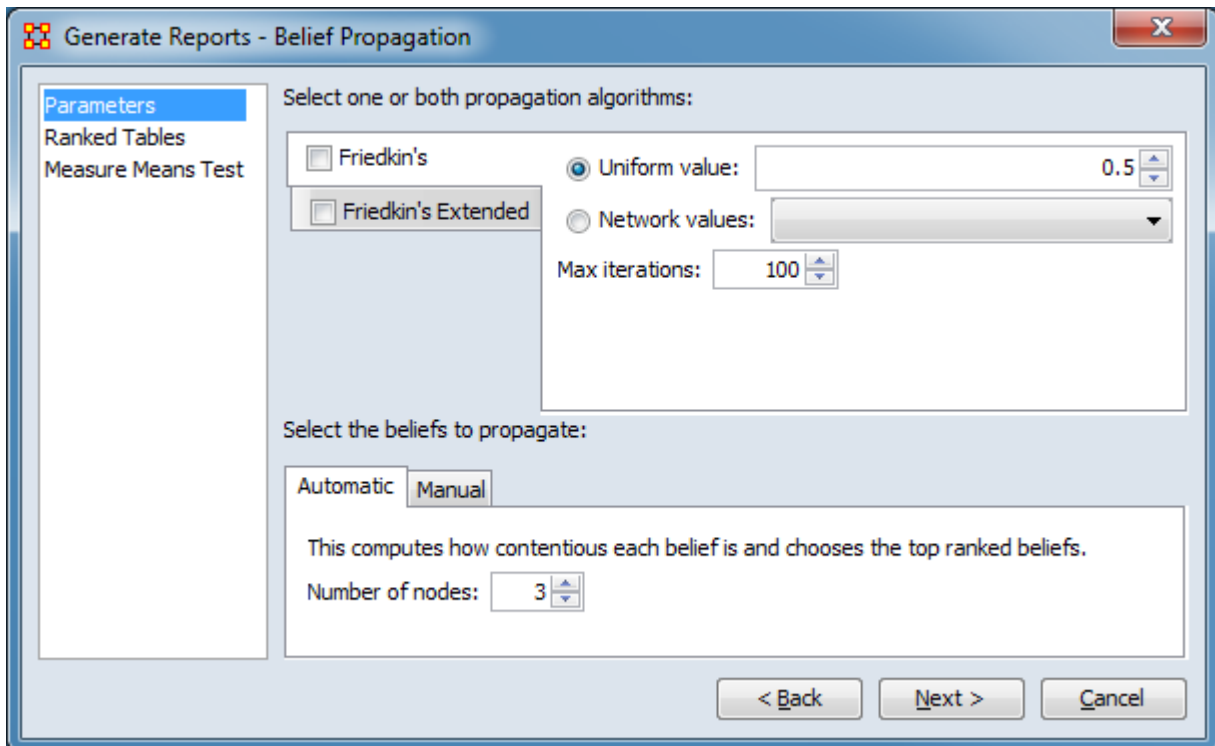 Generate Reports - Belief Propagation
Parameters
Ranked Tables
Measure Means Test
Select one or both propagation algorithms:
Friedkin's
Friedkin's Extended
Uniform value: 0.5
Network values:
Max iterations: 100
Select the beliefs to propagate:
Automatic Manual
This computes how contentious each belief is and chooses the top ranked beliefs.
Number of nodes: 3
< Back Next > Cancel